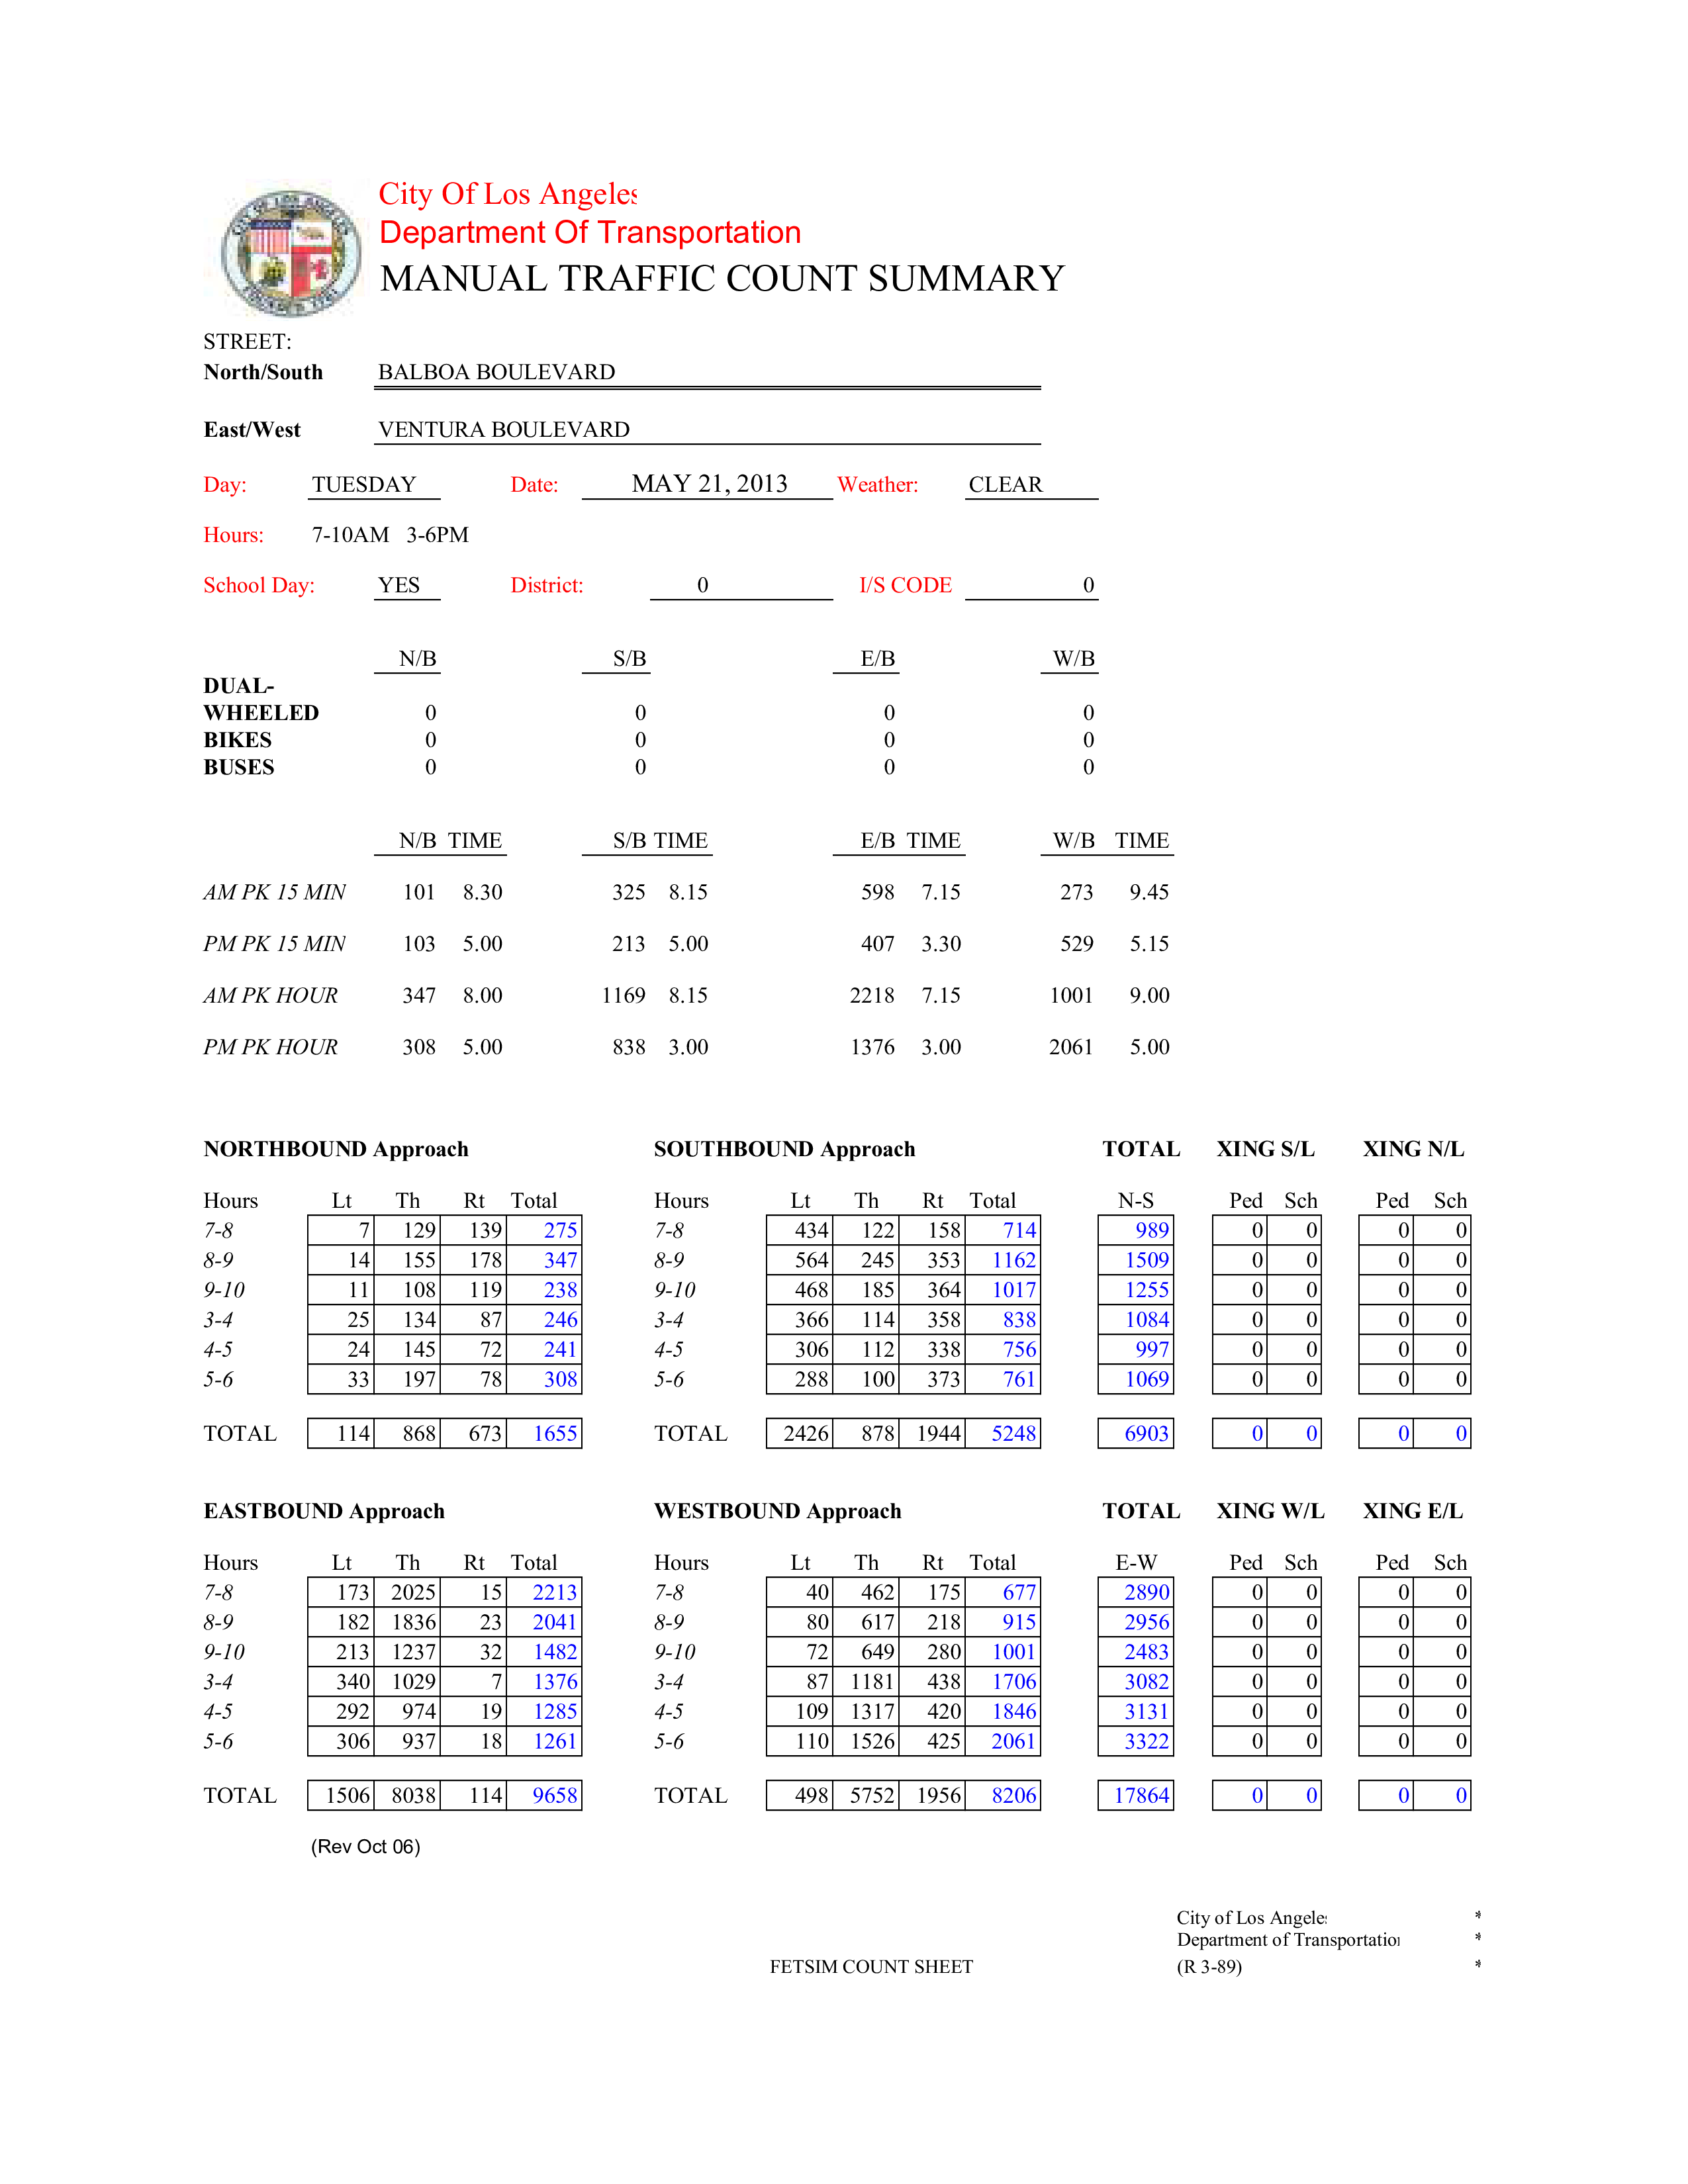 City Of Los Angeles
Department Of Transportation
MANUAL TRAFFIC COUNT SUMMARY
STREET:
North/South BALBOA BOULEVARD
East/West VENTURA BOULEVARD
Day: TUESDAY Date: MAY 21, 2013 Weather: CLEAR
Hours: 7-10AM 3-6PM
School Day: YES District: 0 I/S CODE 0
N/B S/B E/B W/B
DUAL-
WHEELED 0 0 0 0
BIKES 0 0 0 0
BUSES 0 0 0 0
N/B TIME S/B TIME E/B TIME W/B TIME
AM PK 15 MIN 101 8.30 325 8.15 598 7.15 273 9.45
PM PK 15 MIN 103 5.00 213 5.00 407 3.30 529 5.15
AM PK HOUR 347 8.00 1169 8.15 2218 7.15 1001 9.00
PM PK HOUR 308 5.00 838 3.00 1376 3.00 2061 5.00
NORTHBOUND Approach SOUTHBOUND Approach TOTAL XING S/L XING N/L
Hours Lt Th Rt Total Hours Lt Th Rt Total N-S Ped Sch Ped Sch
7-8 7 129 139 275 7-8 434 122 158 714 989 0 0 0 0
8-9 14 155 178 347 8-9 564 245 353 1162 1509 0 0 0 0
9-10 11 108 119 238 9-10 468 185 364 1017 1255 0 0 0 0
3-4 25 134 87 246 3-4 366 114 358 838 1084 0 0 0 0
4-5 24 145 72 241 4-5 306 112 338 756 997 0 0 0 0
5-6 33 197 78 308 5-6 288 100 373 761 1069 0 0 0 0
TOTAL 114 868 673 1655 TOTAL 2426 878 1944 5248 6903 0 0 0 0
EASTBOUND Approach WESTBOUND Approach TOTAL XING W/L XING E/L
Hours Lt Th Rt Total Hours Lt Th Rt Total E-W Ped Sch Ped Sch
7-8 173 2025 15 2213 7-8 40 462 175 677 2890 0 0 0 0
8-9 182 1836 23 2041 8-9 80 617 218 915 2956 0 0 0 0
9-10 213 1237 32 1482 9-10 72 649 280 1001 2483 0 0 0 0
3-4 340 1029 7 1376 3-4 87 1181 438 1706 3082 0 0 0 0
4-5 292 974 19 1285 4-5 109 1317 420 1846 3131 0 0 0 0
5-6 306 937 18 1261 5-6 110 1526 425 2061 3322 0 0 0 0
TOTAL 1506 8038 114 9658 TOTAL 498 5752 1956 8206 17864 0 0 0 0
(Rev Oct 06)
City of Los Angeles *
Department of Transportation *
FETSIM COUNT SHEET (R 3-89) *